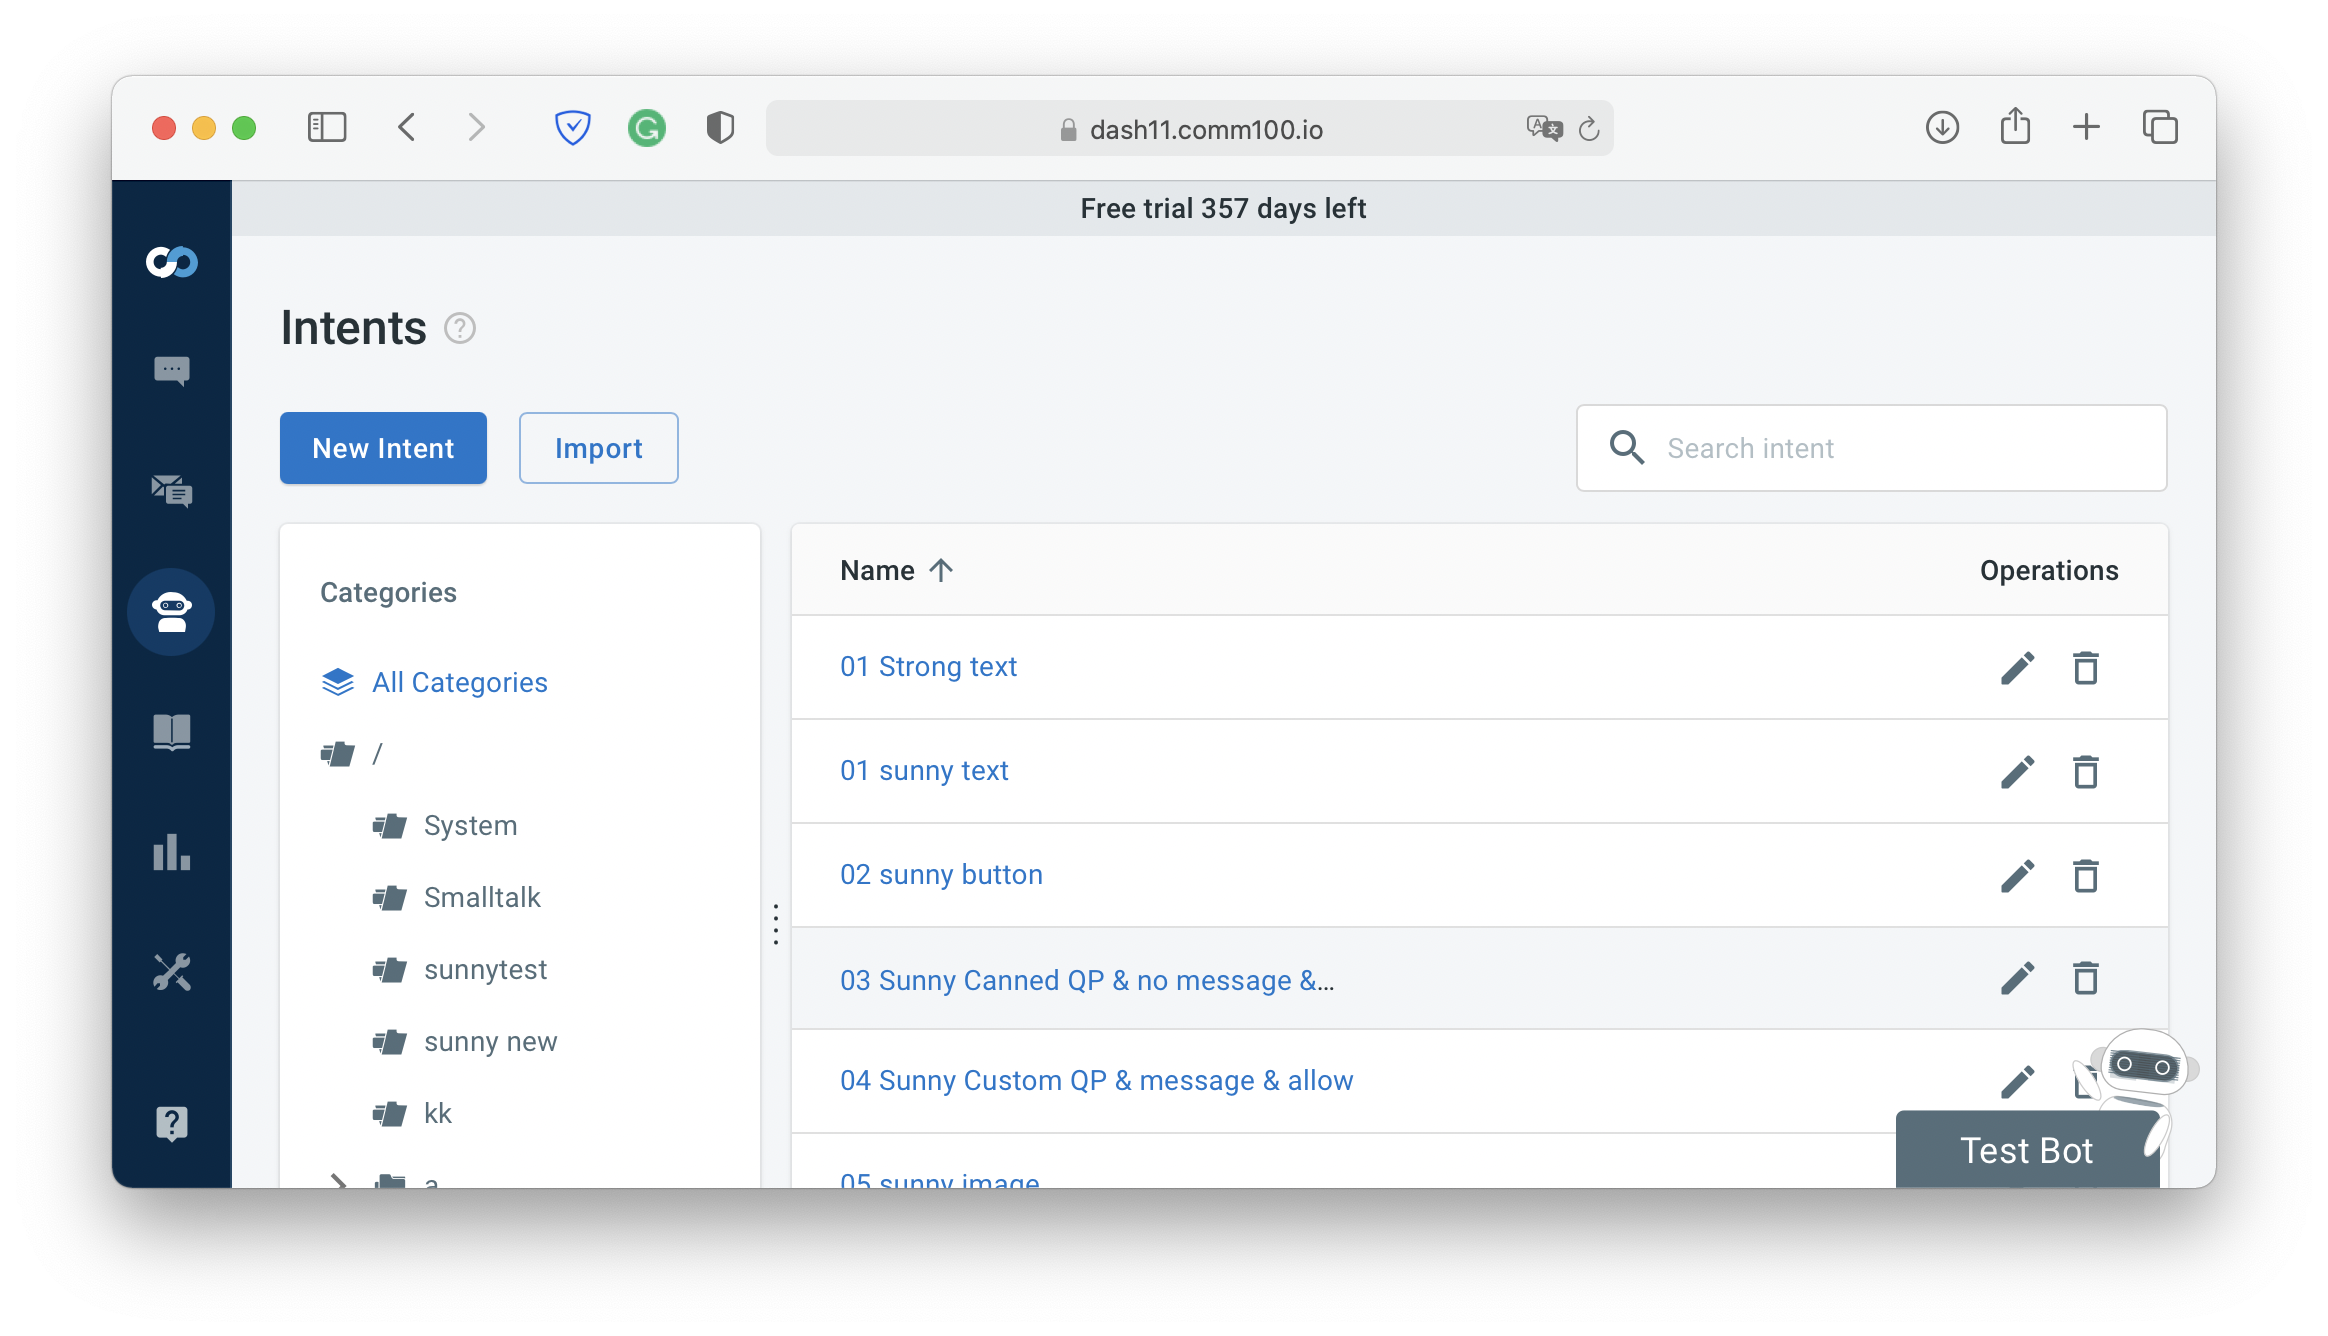 dash11.comm100.io
Free trial 357 days left
Intents
New Intent
Import
Search intent
Categories
All Categories
/
System
Smalltalk
sunnytest
sunny new
kk
a
Name
Operations
01 Strong text
01 sunny text
02 sunny button
03 Sunny Canned QP & no message &...
04 Sunny Custom QP & message & allow
05 sunny image
Test Bot